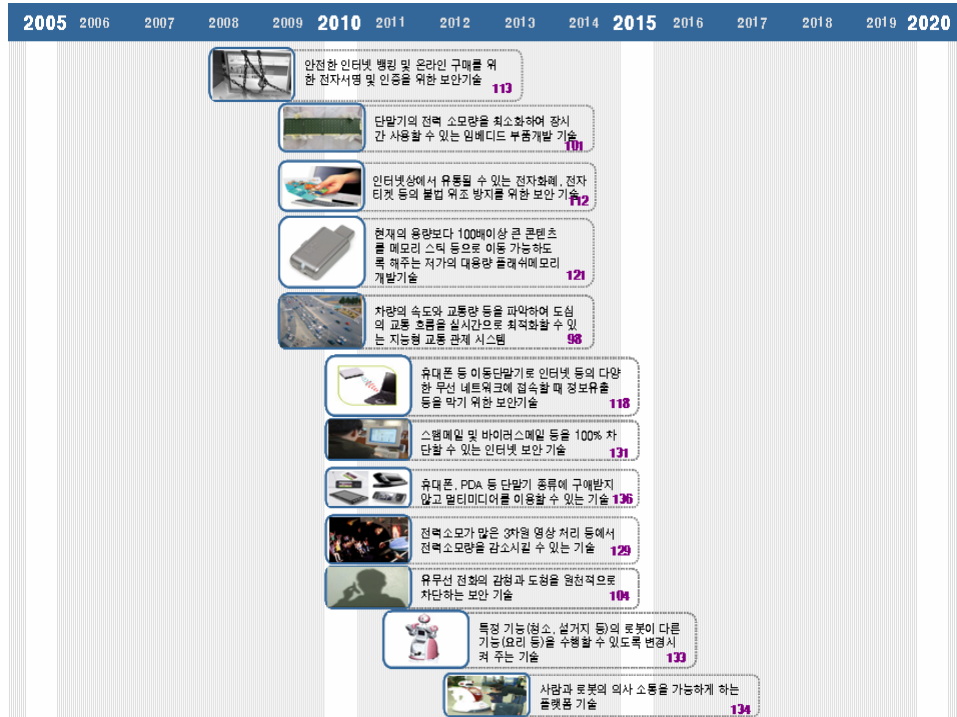 2005 2006 2007 2008 2009 2010 2011 2012 2013 2014 2015 2016 2017 2018 2019 2020
안전한 인터넷 뱅킹 및 온라인 구매를 위
한 전자서명 및 인증을 위한 보안기술
113
단말기의 전력 소모량을 최소화하여 장시
간 사용할 수 있는 임베디드 부품개발 기술
101
인터넷상에서 유통될 수 있는 전자화폐, 전자
티켓 등의 불법 위조 방지를 위한 보안 기술
112
현재의 용량보다 100배이상 큰 콘텐츠
를 메모리 스틱 등으로 이동 가능하도
록 해주는 저가의 대용량 플래쉬메모리
개발기술
121
차량의 속도와 교통량 등을 파악하여 도심
의 교통 흐름을 실시간으로 최적화할 수 있
는 지능형 교통 관제 시스템
98
휴대폰 등 이동단말기로 인터넷 등의 다양
한 무선 네트워크에 접속할 때 정보유출
등을 막기 위한 보안기술
118
스팸메일 및 바이러스메일 등을 100% 차
단할 수 있는 인터넷 보안 기술
131
휴대폰, PDA 등 단말기 종류에 구애받지
않고 멀티미디어를 이용할 수 있는 기술 136
전력소모가 많은 3차원 영상 처리 등에서
전력소모량을 감소시킬 수 있는 기술
129
유무선 전화의 감청과 도청을 원천적으로
차단하는 보안 기술
104
특정 기능(청소, 설거지 등)의 로봇이 다른
기능(요리 등)을 수행할 수 있도록 변경시
켜 주는 기술
133
사람과 로봇의 의사 소통을 가능하게 하는
플랫폼 기술
134